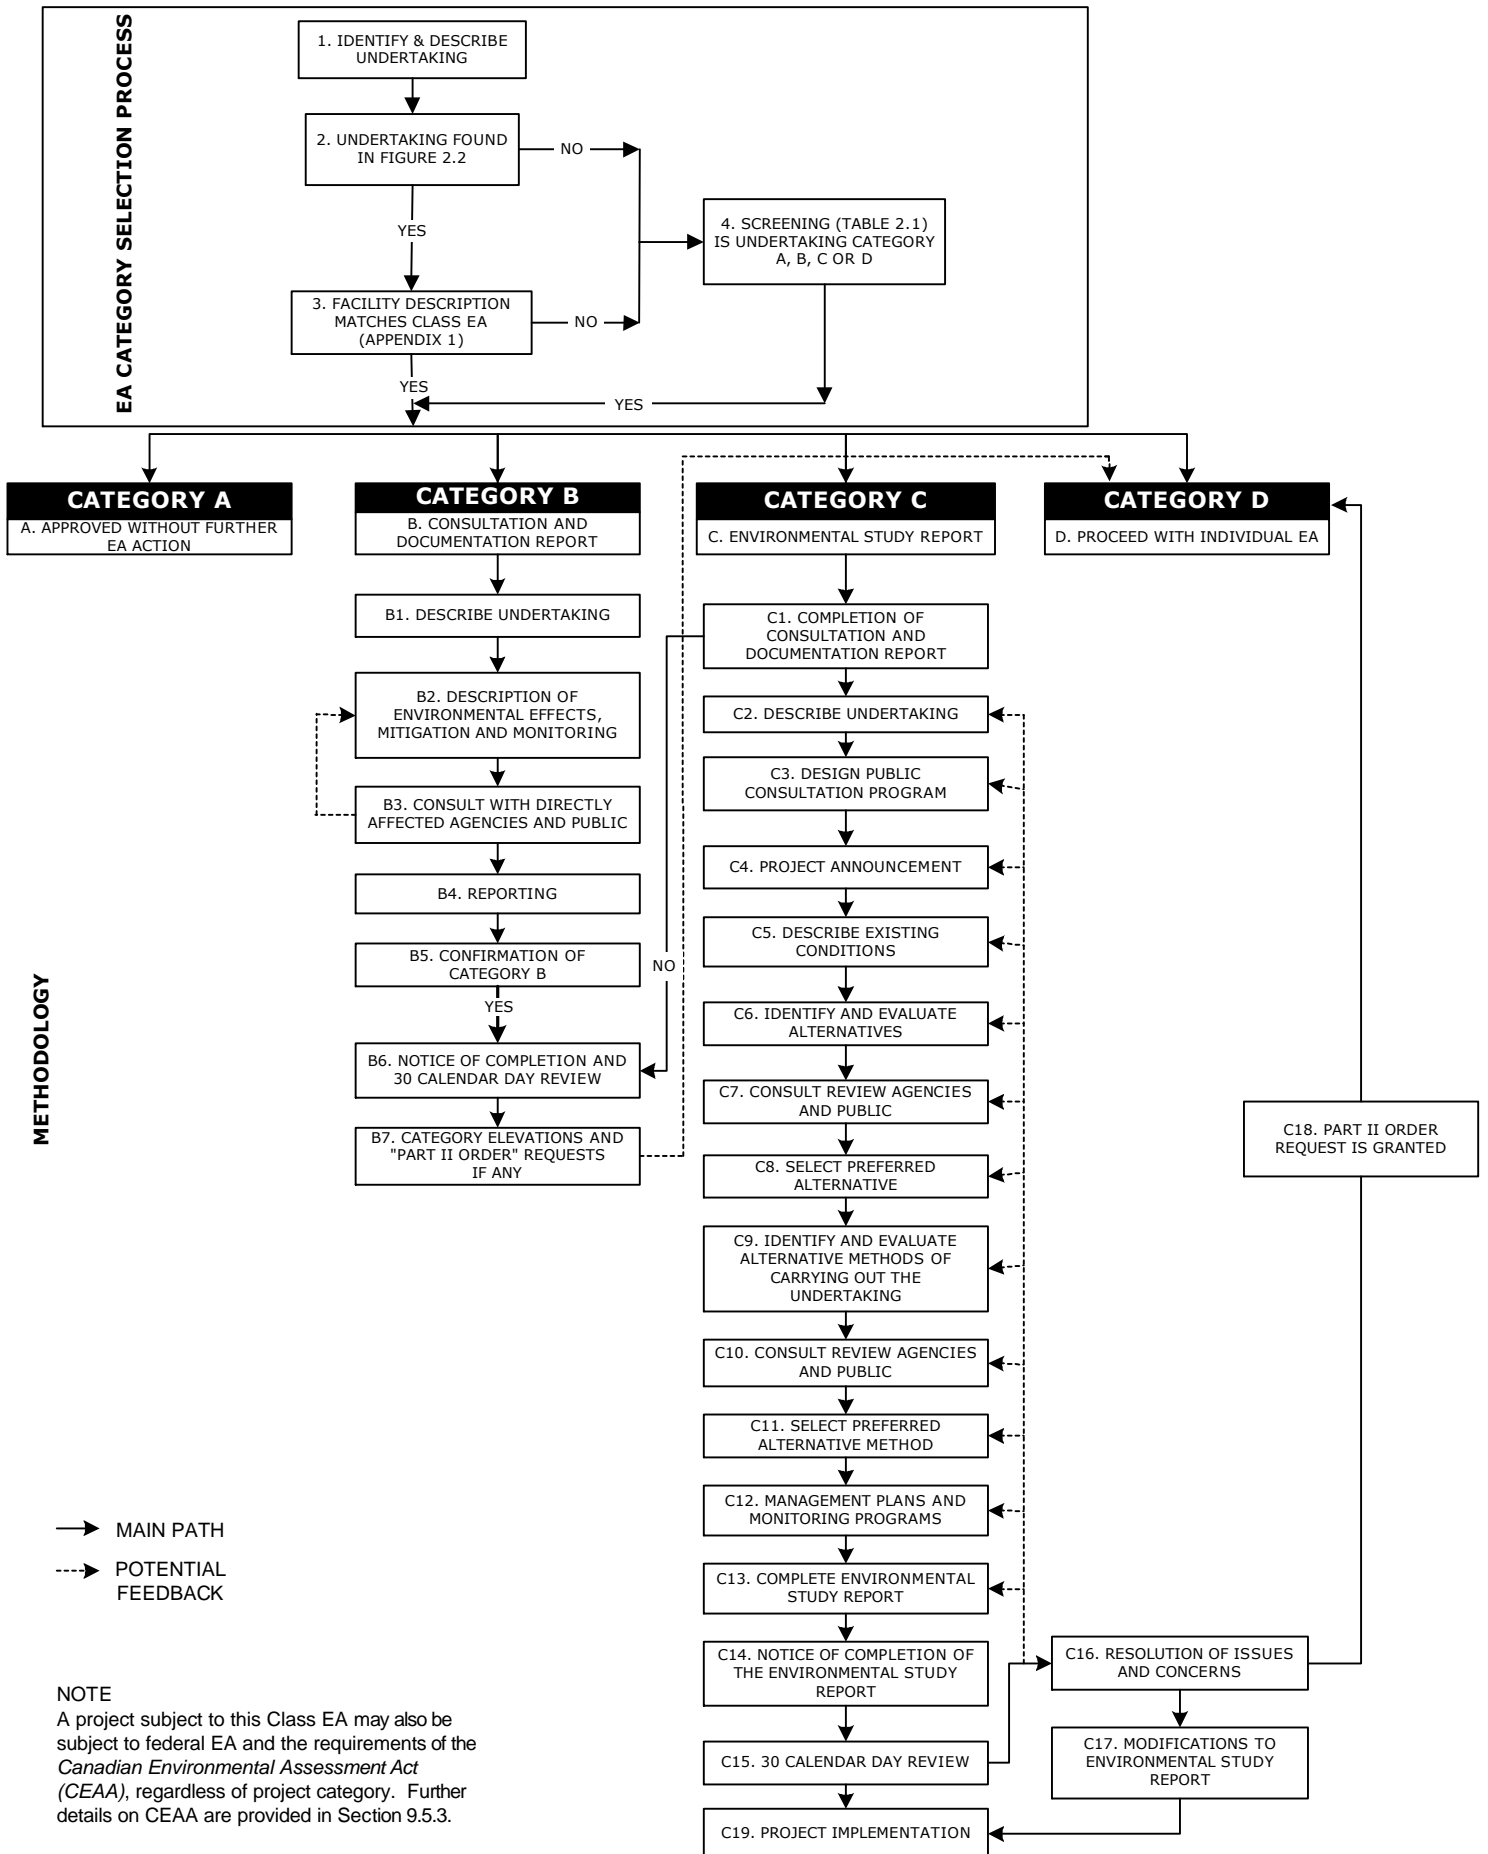 EA CATEGORY SELECTION PROCESS
1. IDENTIFY & DESCRIBE
UNDERTAKING
2. UNDERTAKING FOUND
IN FIGURE 2.2
NO
YES
4. SCREENING (TABLE 2.1)
IS UNDERTAKING CATEGORY
A, B, C OR D
3. FACILITY DESCRIPTION
MATCHES CLASS EA
(APPENDIX 1)
NO
YES
YES
CATEGORY A
A. APPROVED WITHOUT FURTHER
EA ACTION
CATEGORY B
B. CONSULTATION AND
DOCUMENTATION REPORT
CATEGORY C
C. ENVIRONMENTAL STUDY REPORT
CATEGORY D
D. PROCEED WITH INDIVIDUAL EA
METHODOLOGY
B1. DESCRIBE UNDERTAKING
B2. DESCRIPTION OF
ENVIRONMENTAL EFFECTS,
MITIGATION AND MONITORING
B3. CONSULT WITH DIRECTLY
AFFECTED AGENCIES AND PUBLIC
B4. REPORTING
B5. CONFIRMATION OF
CATEGORY B
YES
NO
B6. NOTICE OF COMPLETION AND
30 CALENDAR DAY REVIEW
B7. CATEGORY ELEVATIONS AND
"PART II ORDER" REQUESTS
IF ANY
C1. COMPLETION OF
CONSULTATION AND
DOCUMENTATION REPORT
C2. DESCRIBE UNDERTAKING
C3. DESIGN PUBLIC
CONSULTATION PROGRAM
C4. PROJECT ANNOUNCEMENT
C5. DESCRIBE EXISTING
CONDITIONS
C6. IDENTIFY AND EVALUATE
ALTERNATIVES
C7. CONSULT REVIEW AGENCIES
AND PUBLIC
C8. SELECT PREFERRED
ALTERNATIVE
C9. IDENTIFY AND EVALUATE
ALTERNATIVE METHODS OF
CARRYING OUT THE
UNDERTAKING
C10. CONSULT REVIEW AGENCIES
AND PUBLIC
C11. SELECT PREFERRED
ALTERNATIVE METHOD
C12. MANAGEMENT PLANS AND
MONITORING PROGRAMS
C13. COMPLETE ENVIRONMENTAL
STUDY REPORT
C14. NOTICE OF COMPLETION OF
THE ENVIRONMENTAL STUDY
REPORT
C15. 30 CALENDAR DAY REVIEW
C16. RESOLUTION OF ISSUES
AND CONCERNS
C17. MODIFICATIONS TO
ENVIRONMENTAL STUDY
REPORT
C18. PART II ORDER
REQUEST IS GRANTED
C19. PROJECT IMPLEMENTATION
MAIN PATH
POTENTIAL
FEEDBACK
NOTE
A project subject to this Class EA may also be
subject to federal EA and the requirements of the
Canadian Environmental Assessment Act
(CEAA), regardless of project category. Further
details on CEAA are provided in Section 9.5.3.